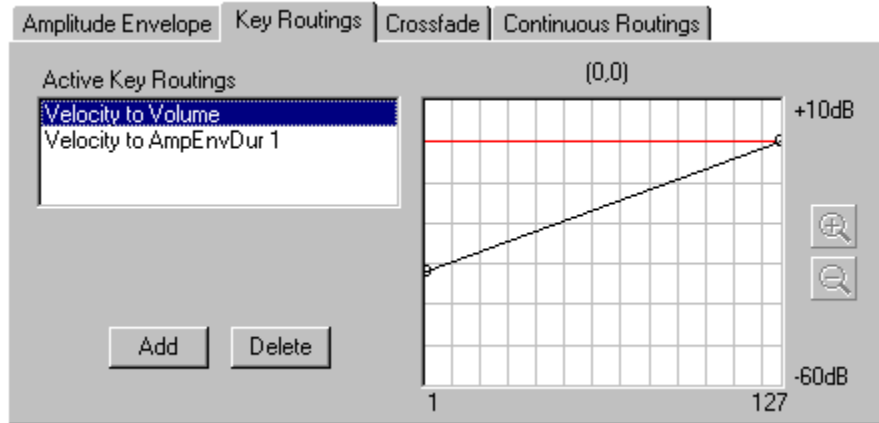 Amplitude Envelope Key Routings Crossfade Continuous Routings
Active Key Routings
(0,0)
Velocity to Volume
Velocity to AmpEnvDur 1
+10dB
Add Delete
-60dB
1 127